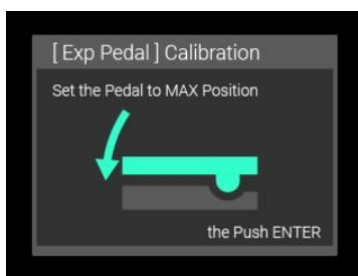 [ Exp Pedal ] Calibration
Set the Pedal to MAX Position
the Push ENTER